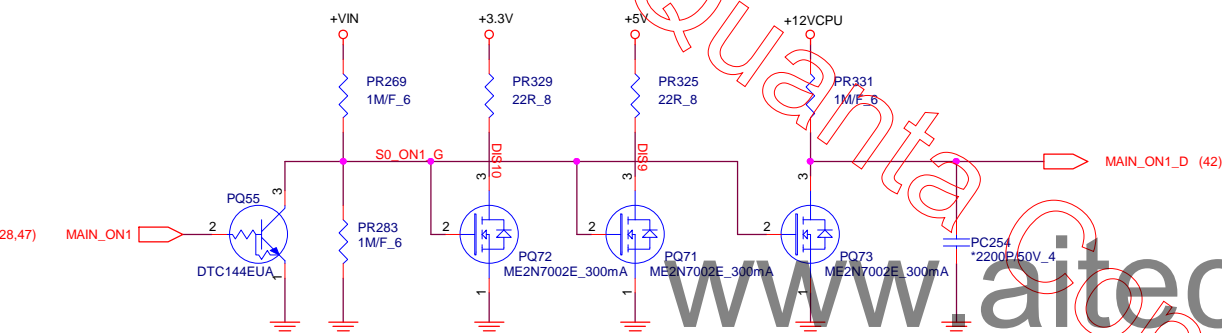 +VIN
+3.3V
+5V
+12VCPU
PR269
1M/F_6
PR329
22R_8
PR325
22R_8
PR331
1M/F_6
S0_ON1_G
DIS10
DIS9
MAIN_ON1_D (42)
28,47)
MAIN_ON1
PQ55
DTC144EUA
2
3
1
PR283
1M/F_6
2
3
1
PQ72
ME2N7002E_300mA
2
3
1
PQ71
ME2N7002E_300mA
2
3
1
PQ73
ME2N7002E_300mA
PC254
*2200P/50V_4
Quanta Co
www.aitec